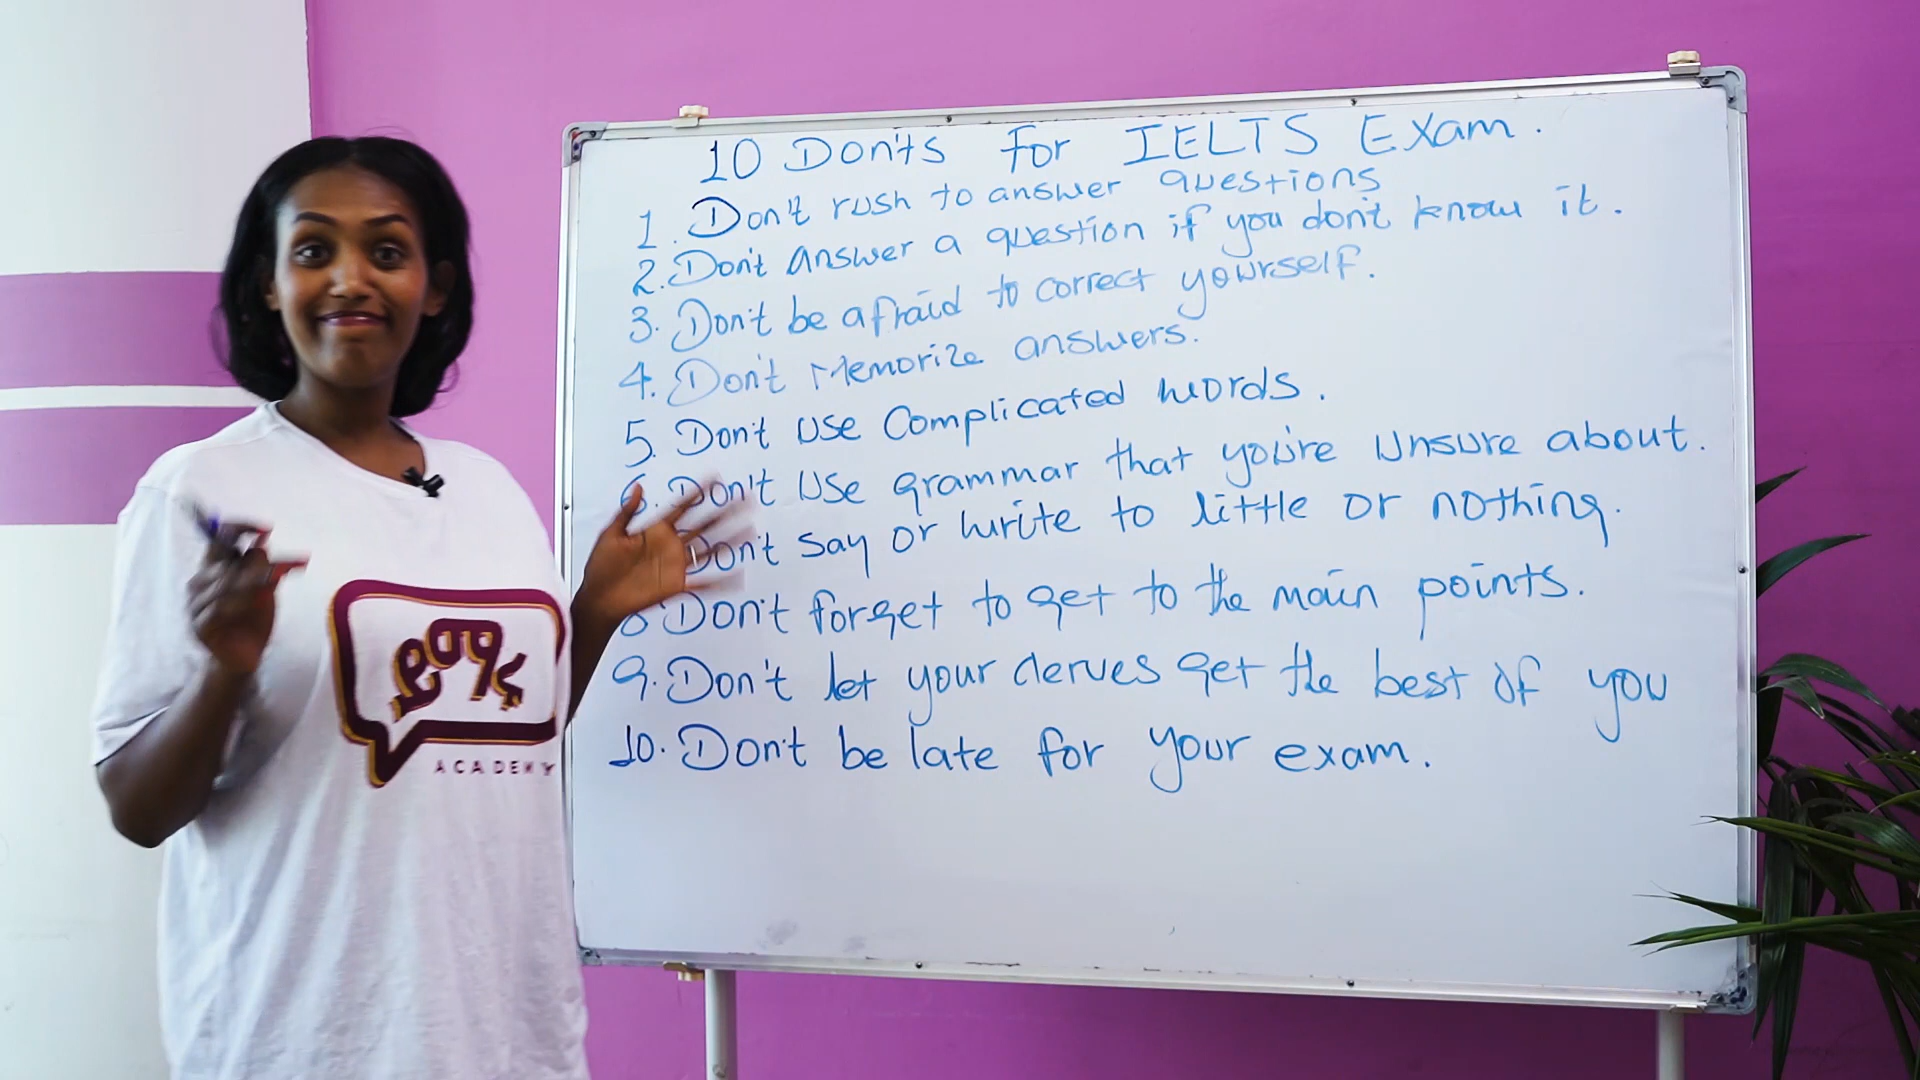 10 Don'ts For IELTS Exam.
1. Don't rush to answer questions
2. Don't answer a question if you don't know it.
3. Don't be afraid to correct yourself.
4. Don't Memorize answers.
5. Don't use complicated words.
6. Don't use grammar that you're unsure about.
Don't say or write to little or nothing.
8 Don't forget to get to the main points.
9. Don't let your nerves get the best of you
10. Don't be late for your exam.
ACADEMY